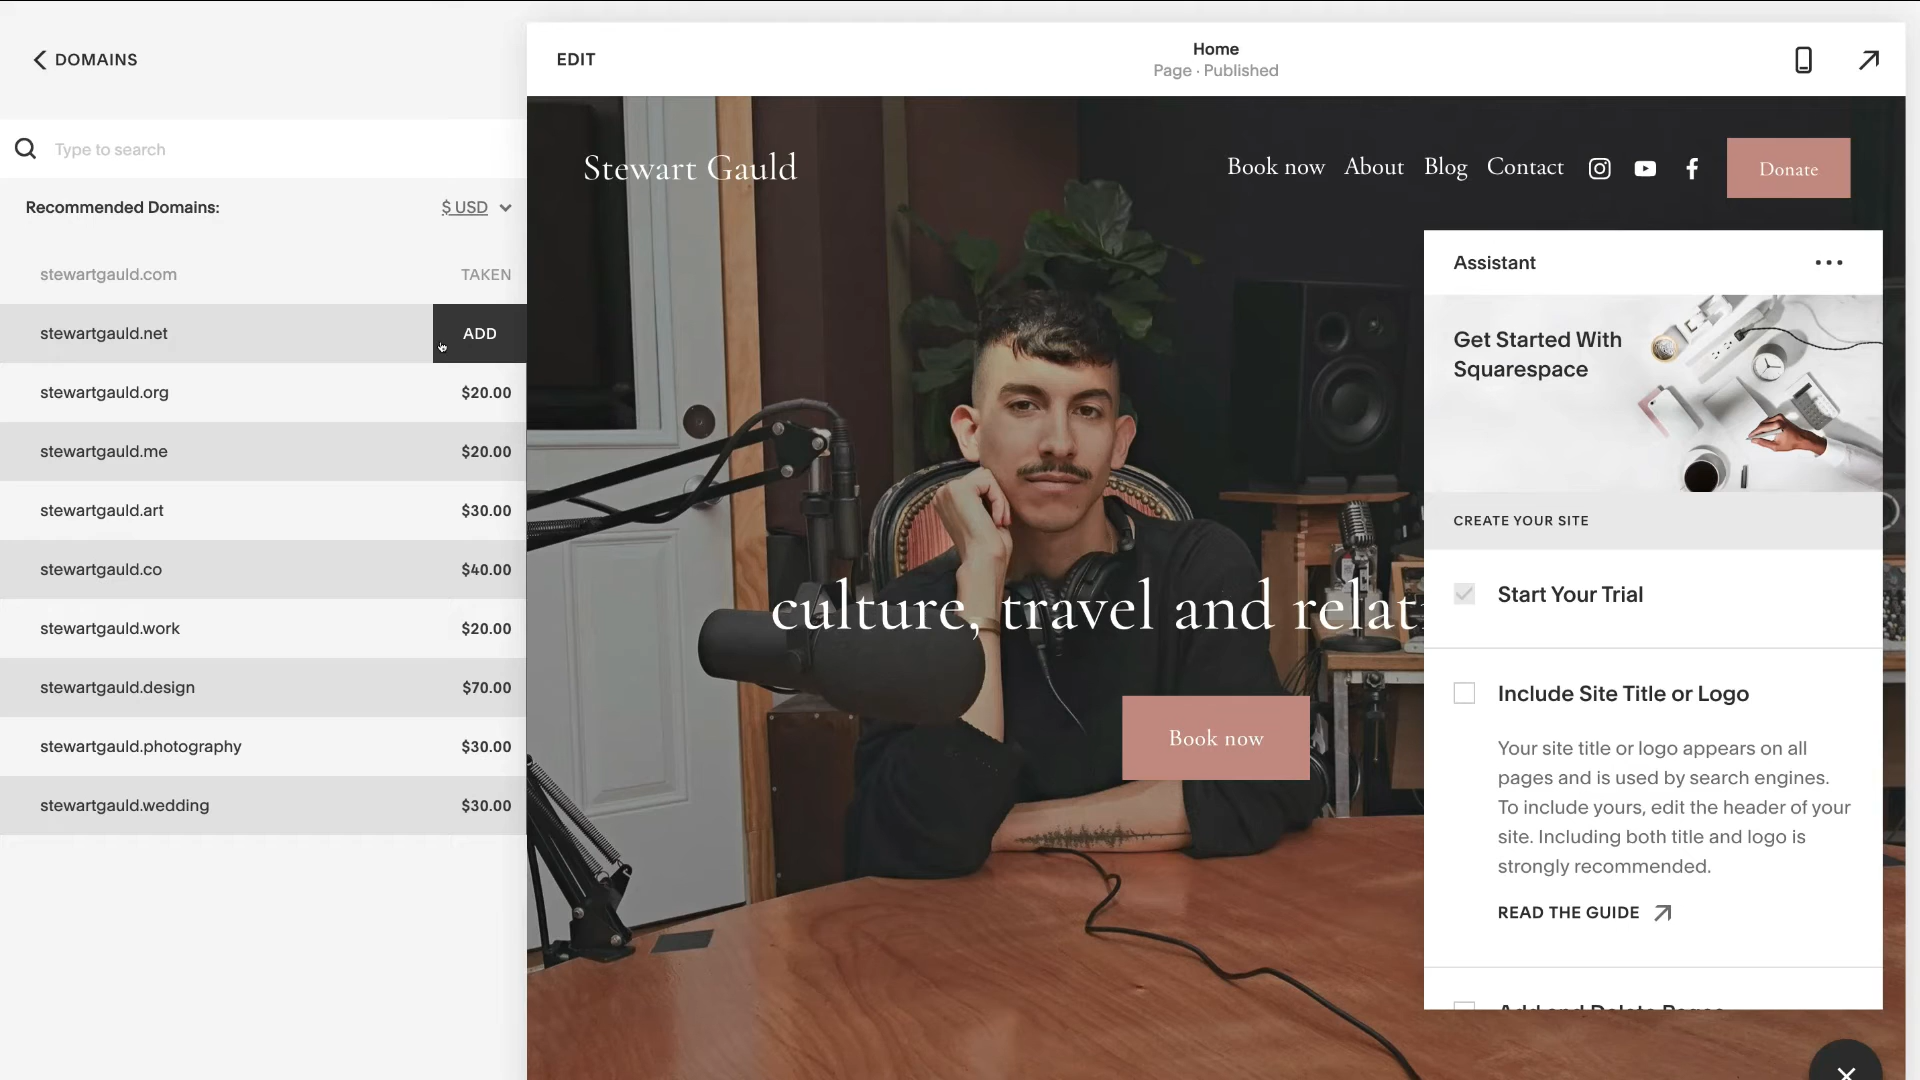 DOMAINS
Type to search
Recommended Domains:
$ USD
stewartgauld.com TAKEN
stewartgauld.net ADD
stewartgauld.org $20.00
stewartgauld.me $20.00
stewartgauld.art $30.00
stewartgauld.co $40.00
stewartgauld.work $20.00
stewartgauld.design $70.00
stewartgauld.photography $30.00
stewartgauld.wedding $30.00
EDIT
Home
Page · Published
Stewart Gauld
Book now About Blog Contact
Donate
culture, travel and relat
Book now
Assistant
Get Started With
Squarespace
CREATE YOUR SITE
Start Your Trial
Include Site Title or Logo
Your site title or logo appears on all
pages and is used by search engines.
To include yours, edit the header of your
site. Including both title and logo is
strongly recommended.
READ THE GUIDE
Add and Delete Pages